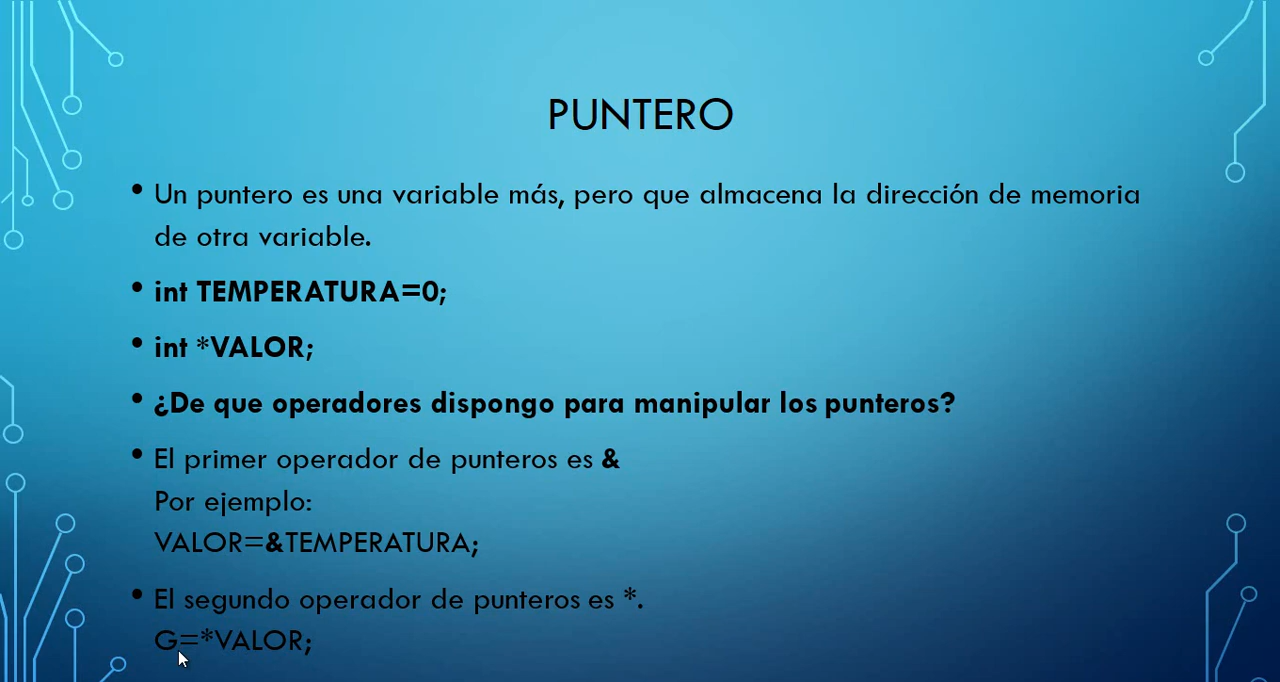 PUNTERO
• Un puntero es una variable más, pero que almacena la dirección de memoria
de otra variable.
• int TEMPERATURA=0;
• int *VALOR;
• ¿De que operadores dispongo para manipular los punteros?
• El primer operador de punteros es &
Por ejemplo:
VALOR=&TEMPERATURA;
• El segundo operador de punteros es *.
G=*VALOR;